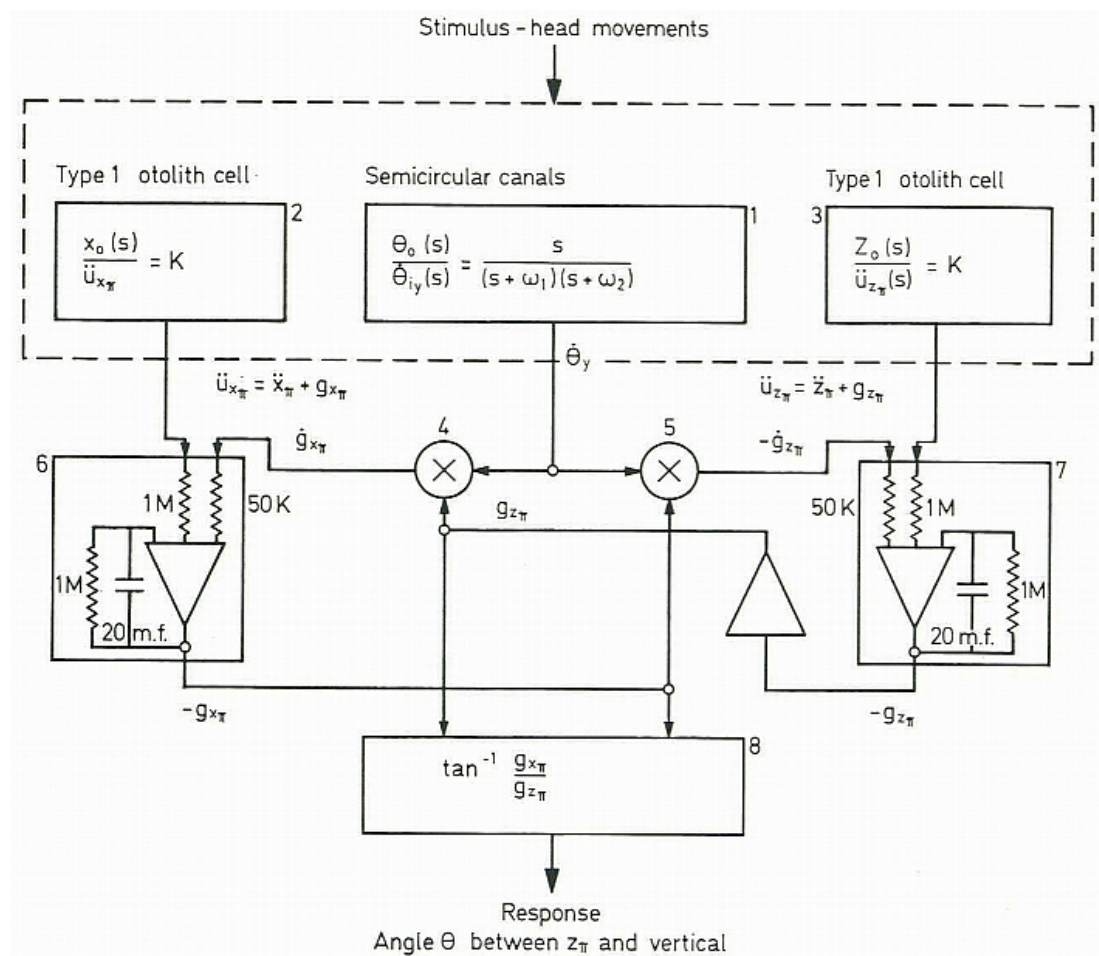 Stimulus - head movements
Type 1 otolith cell
Semicircular canals
Type 1 otolith cell
2
1
3
x₀(s) / ü_xπ = K
θ₀(s) / θ̇_iy(s) = s / (s + ω₁)(s + ω₂)
Z₀(s) / ü_zπ(s) = K
θ̇_y
ü_xπ = ẍ_π + g_xπ
ü_zπ = z̈_π + g_zπ
4
5
ġ_xπ
-ġ_zπ
6
7
1M
50K
g_zπ
50K
1M
1M
1M
20 m.f.
20 m.f.
-g_xπ
-g_zπ
8
tan⁻¹ g_xπ / g_zπ
Response
Angle θ between z_π and vertical